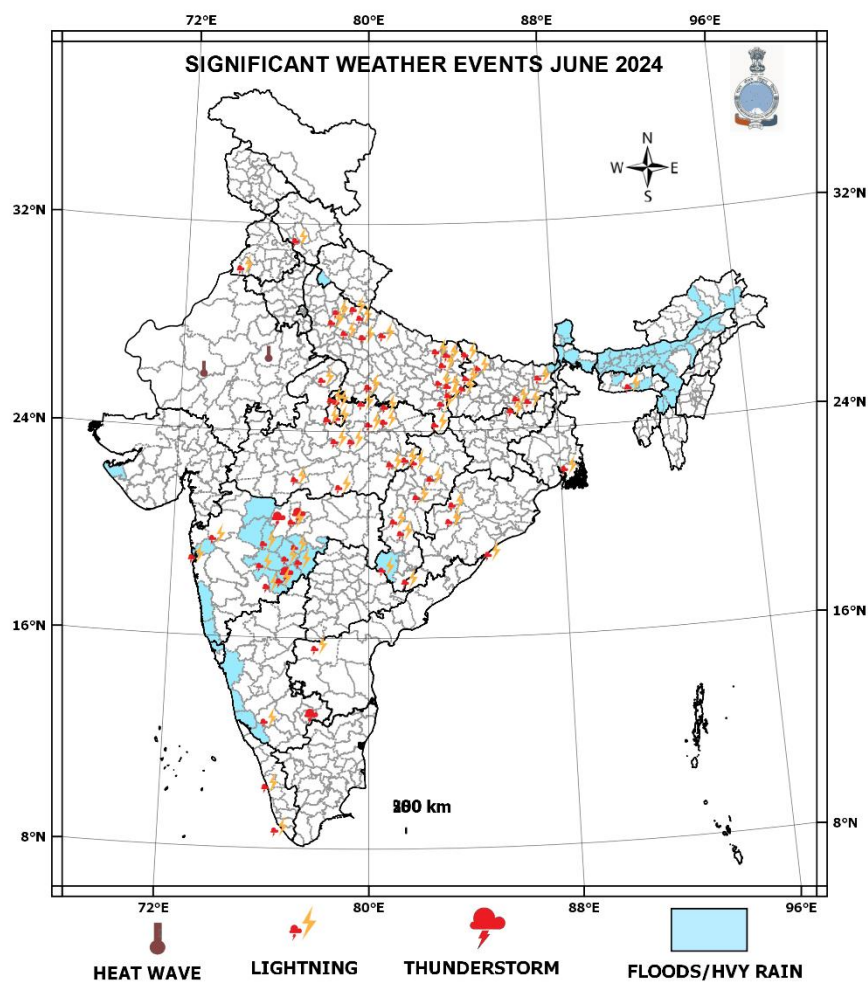 72°E 80°E 88°E 96°E
SIGNIFICANT WEATHER EVENTS JUNE 2024
N
W E
S
32°N 32°N
24°N 24°N
16°N 16°N
km
8°N 8°N
72°E 80°E 88°E 96°E
HEAT WAVE LIGHTNING THUNDERSTORM FLOODS/HVY RAIN